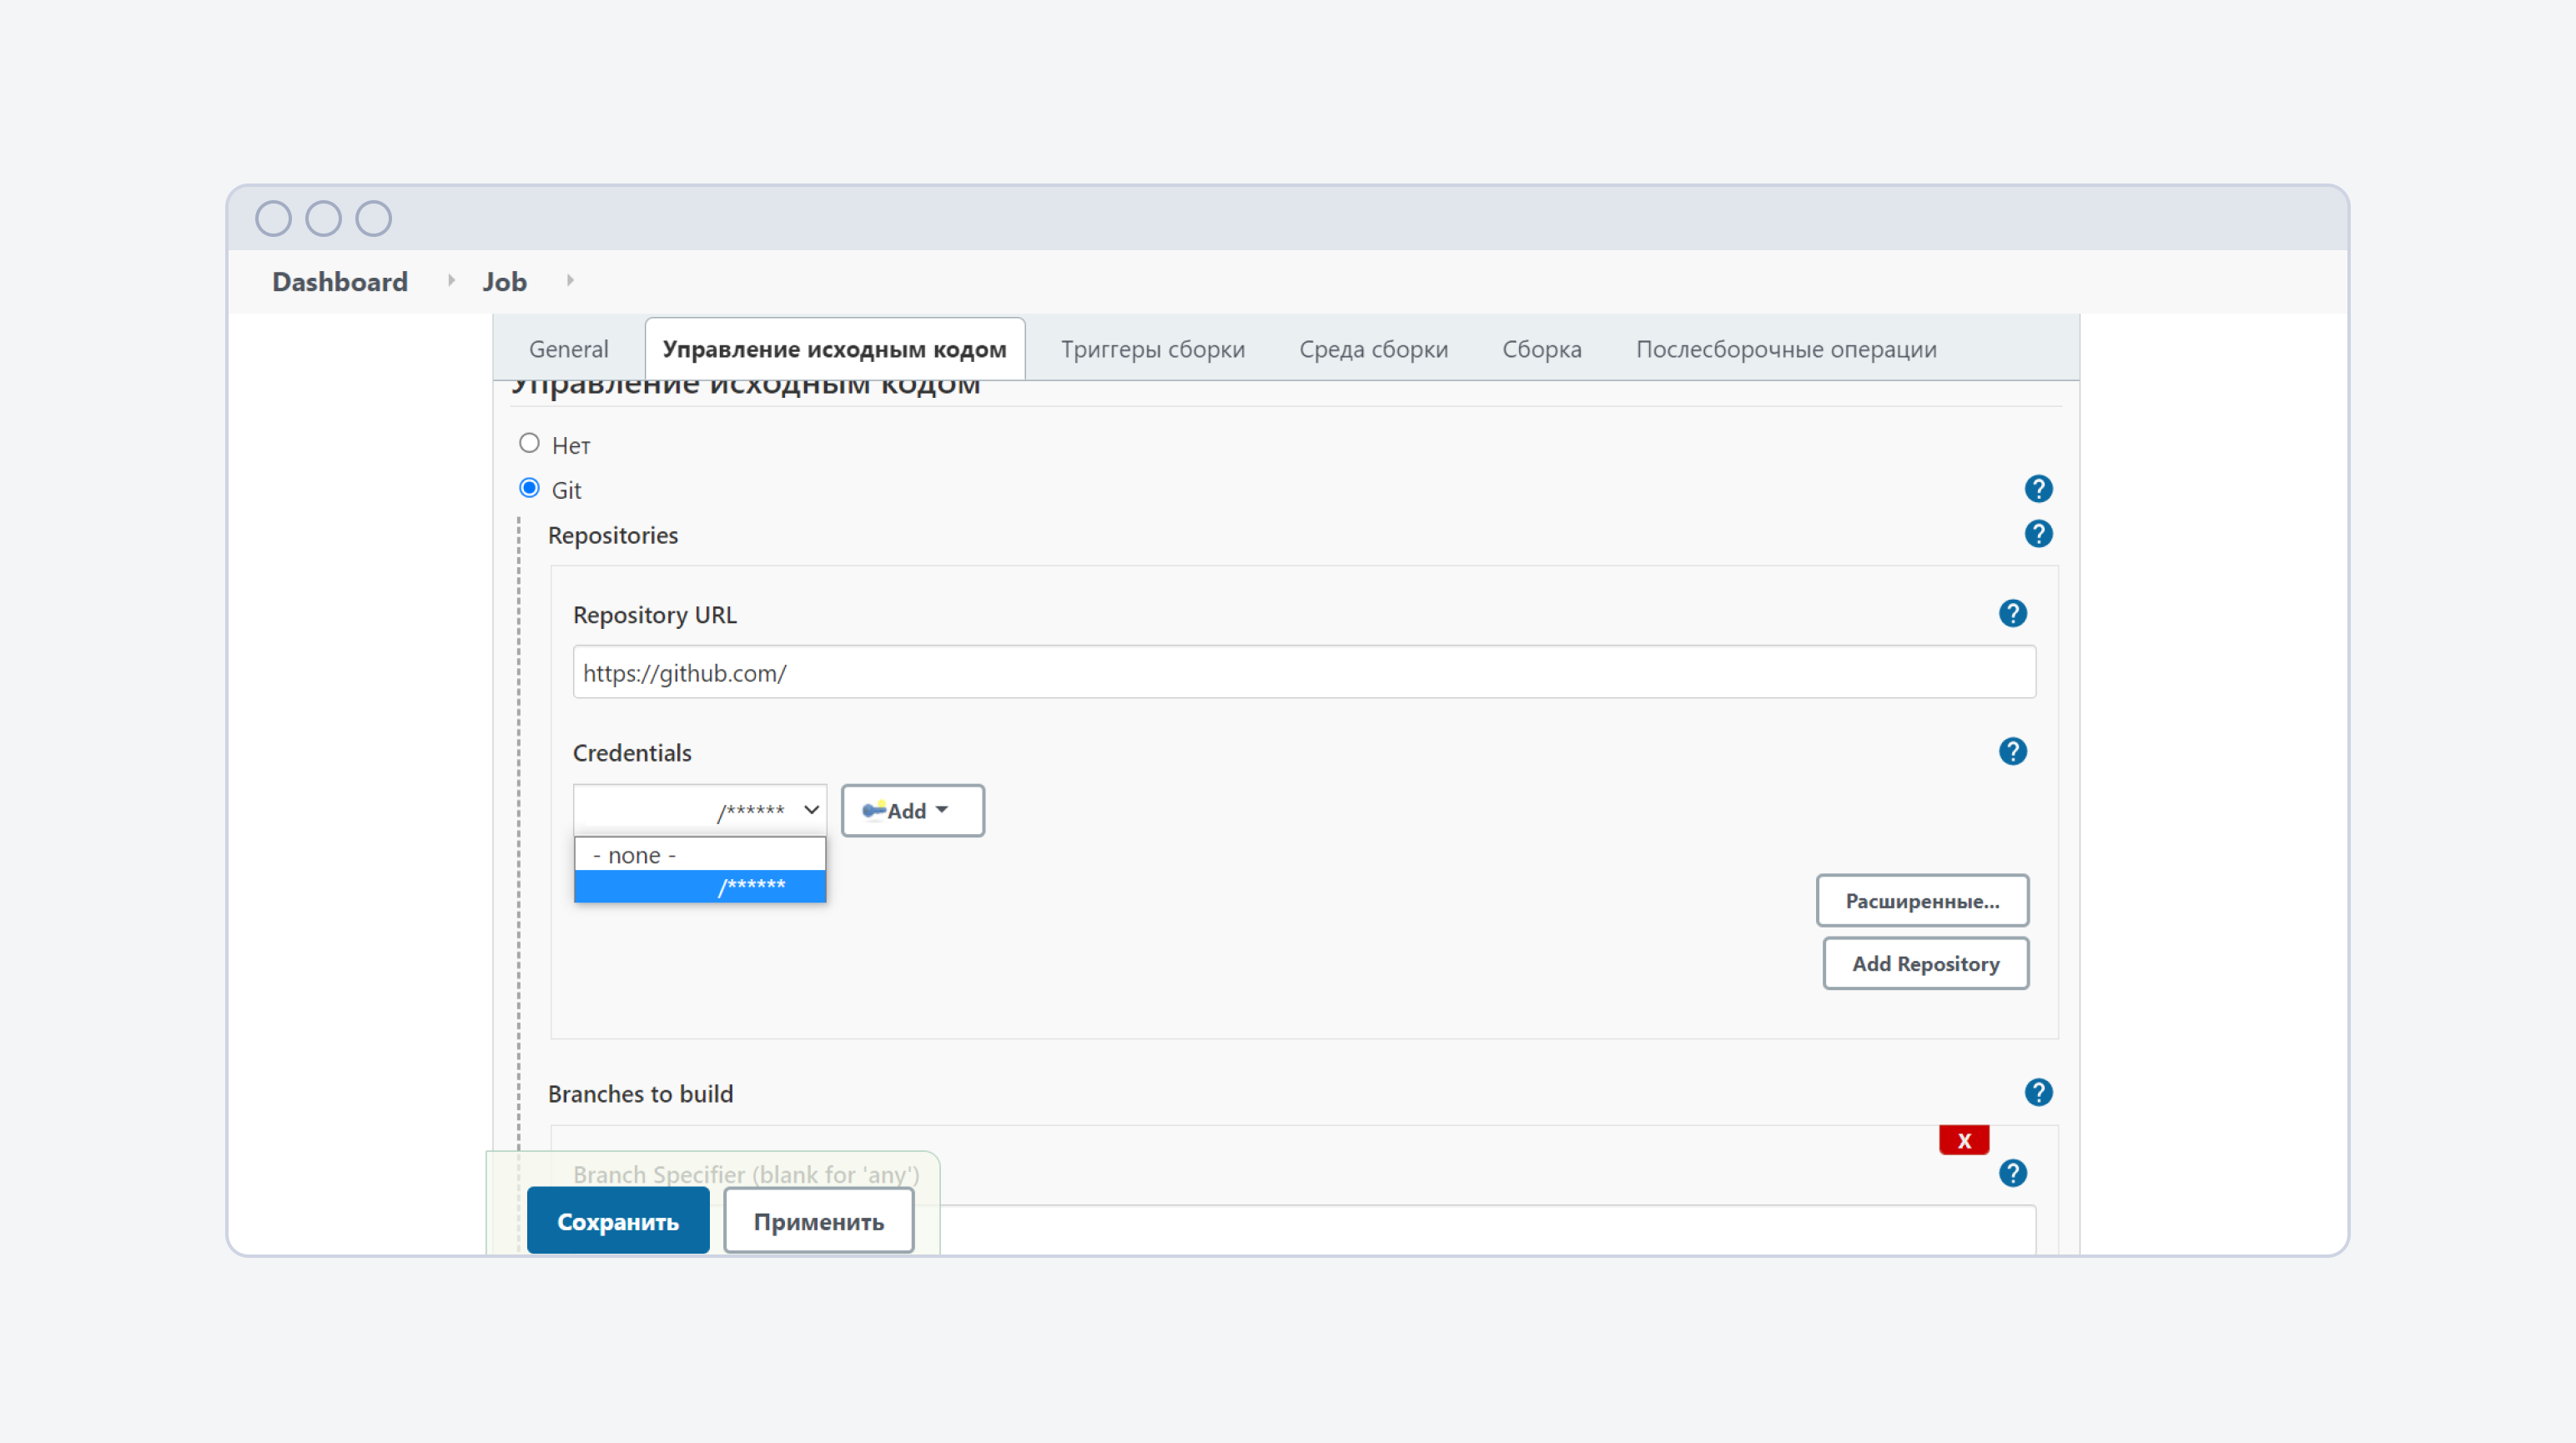 Dashboard Job
General Управление исходным кодом Триггеры сборки Среда сборки Сборка Послесборочные операции
Управление исходным кодом
Нет
Git ?
Repositories ?
Repository URL ?
https://github.com/
Credentials ?
/****** Add
- none -
/******
Расширенные...
Add Repository
Branches to build ?
X
Branch Specifier (blank for 'any') ?
Сохранить Применить